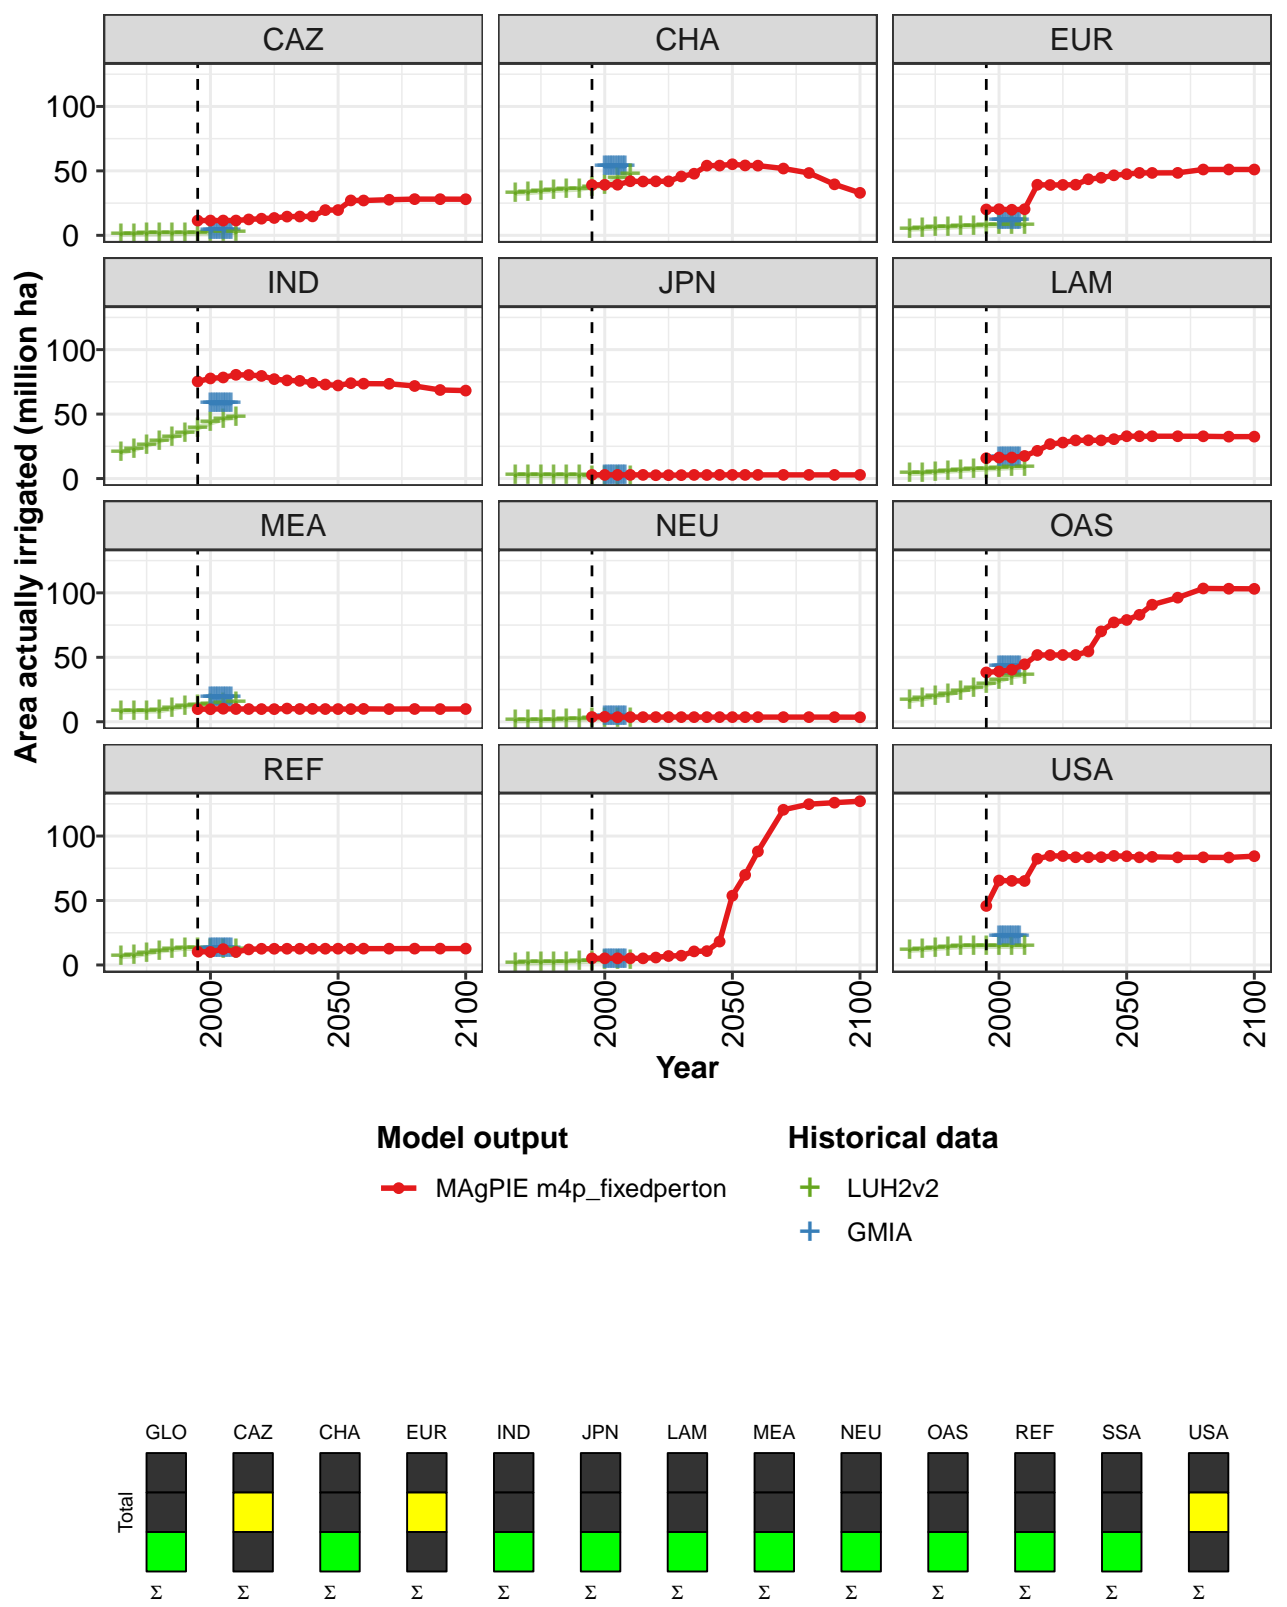 CAZ CHA EUR
100
50
0
IND JPN LAM
100
50
0
MEA NEU OAS
100
50
0
REF SSA USA
100
50
0
Area actually irrigated (million ha)
2000 2050 2100 2000 2050 2100 2000 2050 2100
Year
Model output
MAgPIE m4p_fixedperton
Historical data
LUH2v2
GMIA
GLO CAZ CHA EUR IND JPN LAM MEA NEU OAS REF SSA USA
Total
Σ Σ Σ Σ Σ Σ Σ Σ Σ Σ Σ Σ Σ